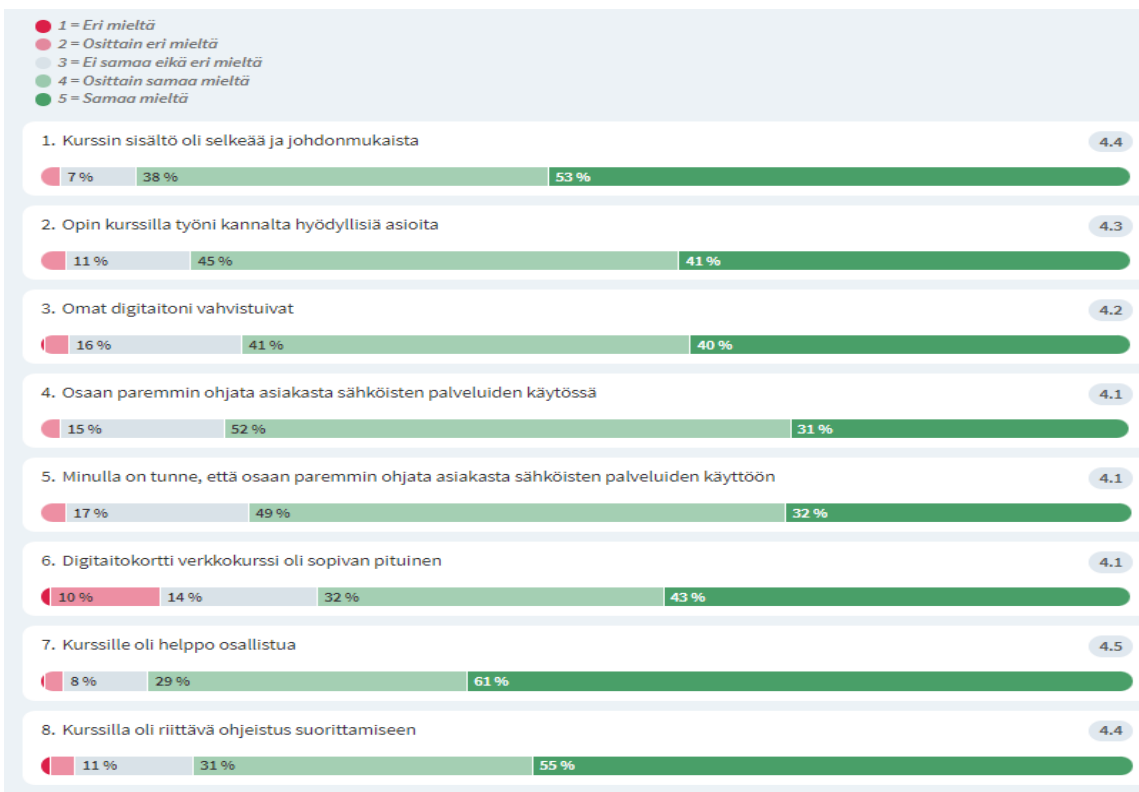 1 = Eri mieltä
2 = Osittain eri mieltä
3 = Ei samaa eikä eri mieltä
4 = Osittain samaa mieltä
5 = Samaa mieltä
1. Kurssin sisältö oli selkeää ja johdonmukaista 4.4
7 % 38 % 53 %
2. Opin kurssilla työni kannalta hyödyllisiä asioita 4.3
11 % 45 % 41 %
3. Omat digitaitoni vahvistuivat 4.2
16 % 41 % 40 %
4. Osaan paremmin ohjata asiakasta sähköisten palveluiden käytössä 4.1
15 % 52 % 31 %
5. Minulla on tunne, että osaan paremmin ohjata asiakasta sähköisten palveluiden käyttöön 4.1
17 % 49 % 32 %
6. Digitaitokortti verkkokurssi oli sopivan pituinen 4.1
10 % 14 % 32 % 43 %
7. Kurssille oli helppo osallistua 4.5
8 % 29 % 61 %
8. Kurssilla oli riittävä ohjeistus suorittamiseen 4.4
11 % 31 % 55 %